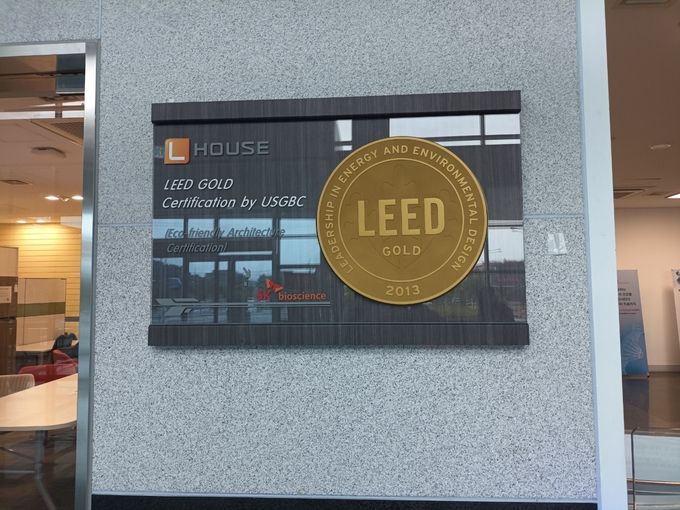 L HOUSE
LEED GOLD
Certification by USGBC
(Eco-friendly Architecture
Certification)
SK bioscience
LEADERSHIP IN ENERGY AND ENVIRONMENTAL DESIGN
LEED
GOLD
2013